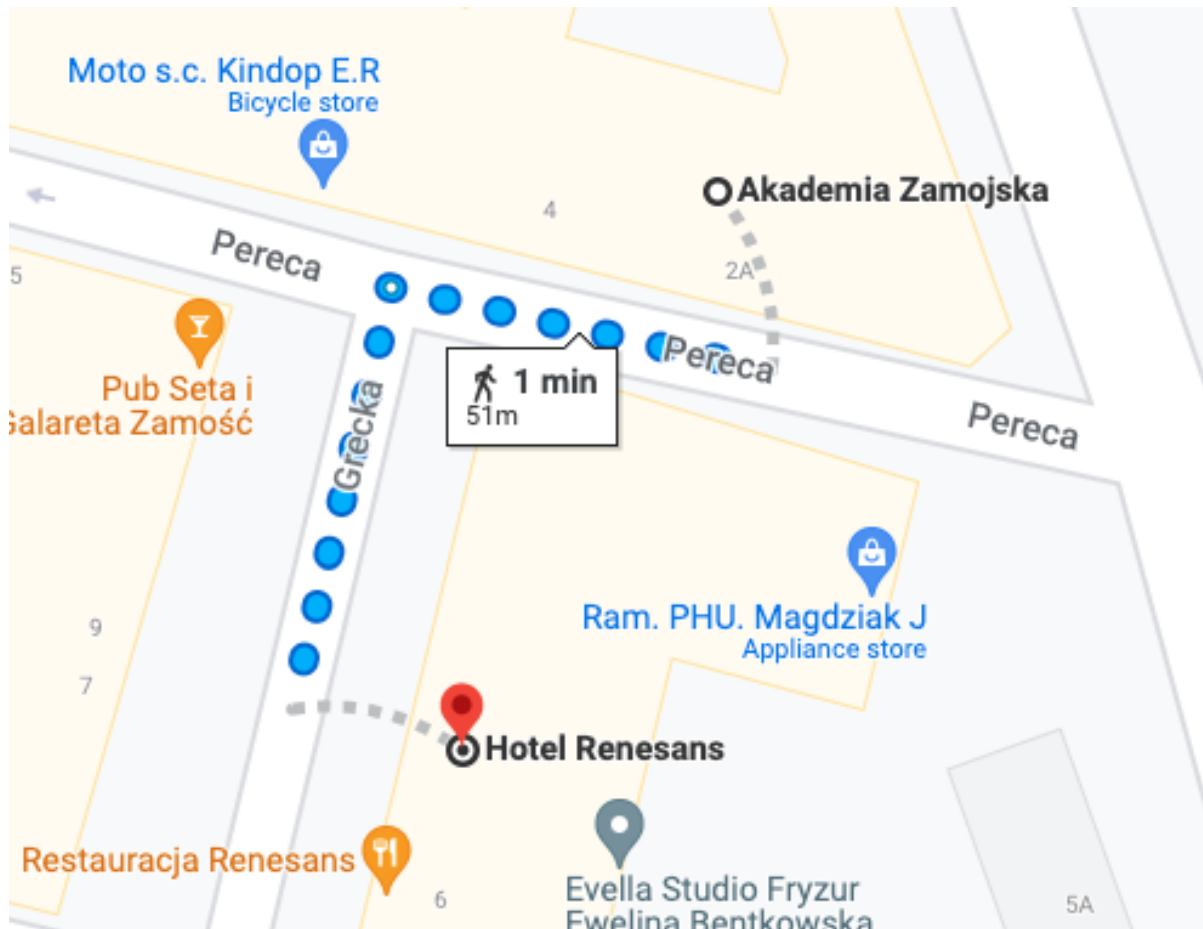 Moto s.c. Kindop E.R
Bicycle store
Akademia Zamojska
4
2A
Pereca
5
Pereca
Pereca
1 min
51m
Pub Seta i
Galareta Zamość
Grecka
Ram. PHU. Magdziak J
Appliance store
9
7
Hotel Renesans
Restauracja Renesans
6
Evella Studio Fryzur
Ewelina Bentkowska
5A